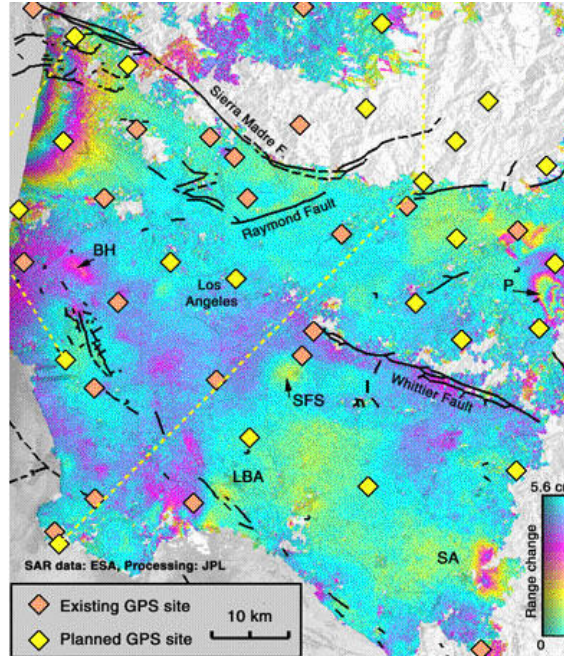 Sierra Madre F.
Raymond Fault
BH
Los
Angeles
P
SFS
Whittier Fault
LBA
SA
5.6 c
Range change
0
SAR data: ESA, Processing: JPL
Existing GPS site
Planned GPS site
10 km